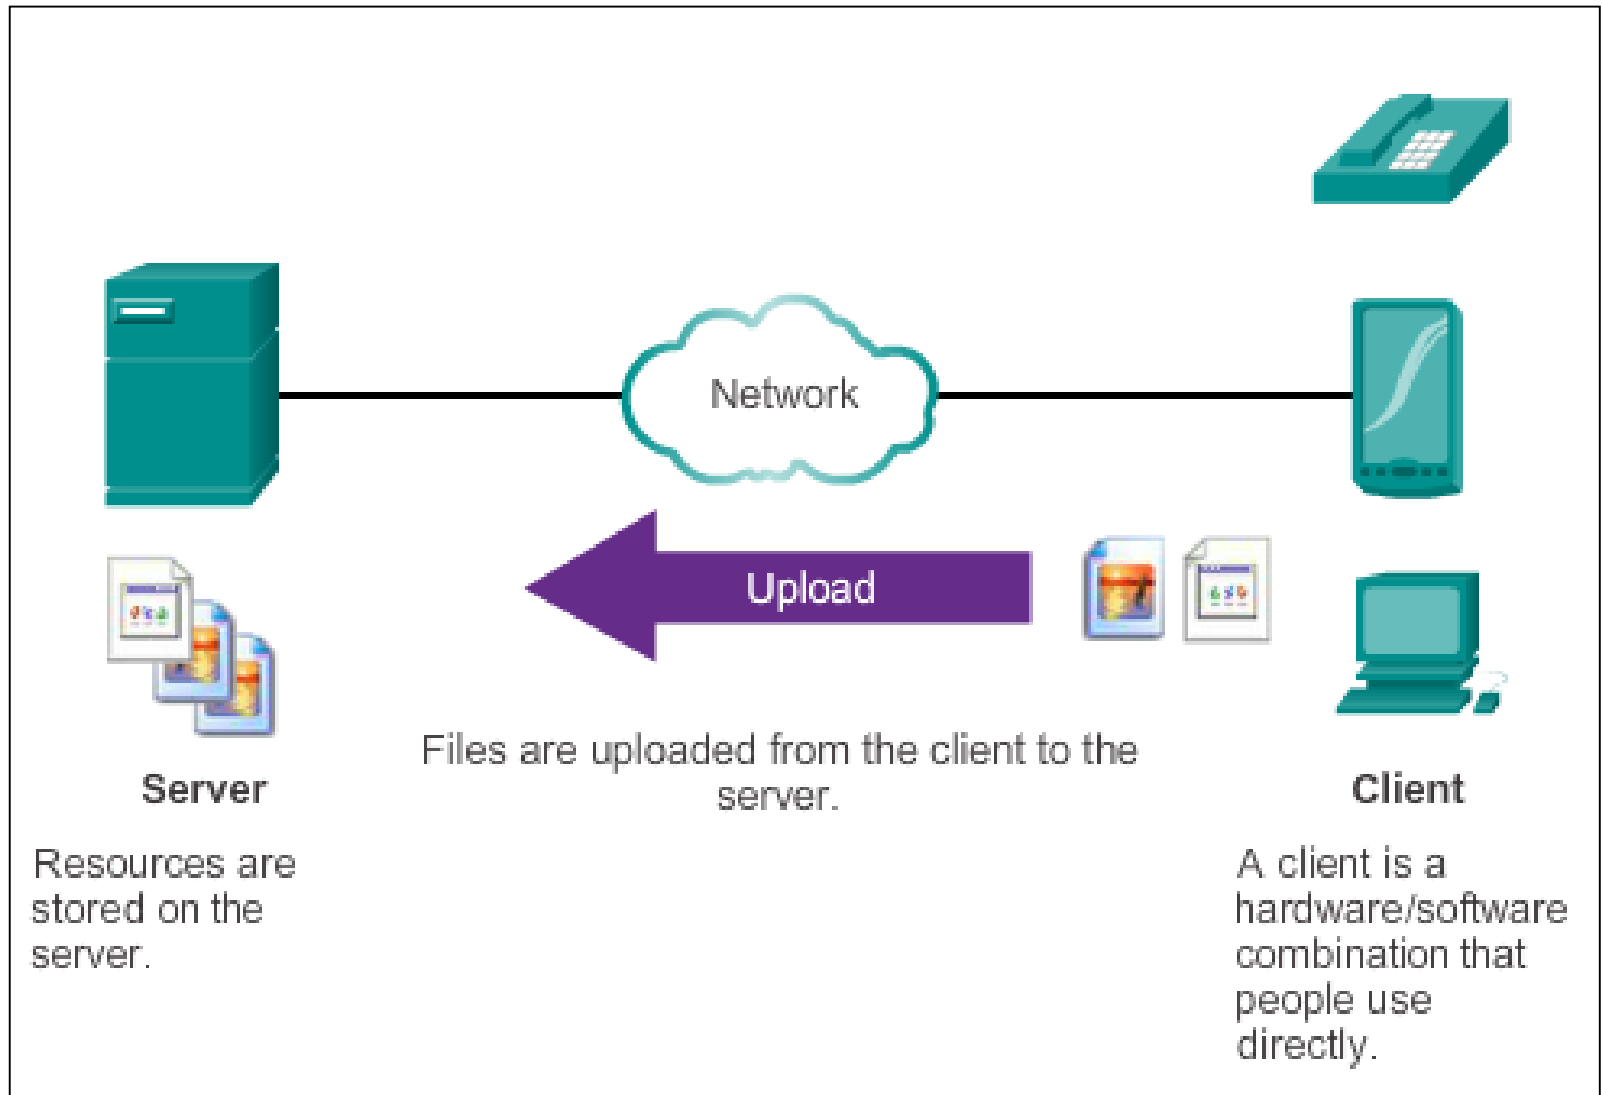 Network
Upload
Files are uploaded from the client to the
server.
Server
Resources are
stored on the
server.
Client
A client is a
hardware/software
combination that
people use
directly.